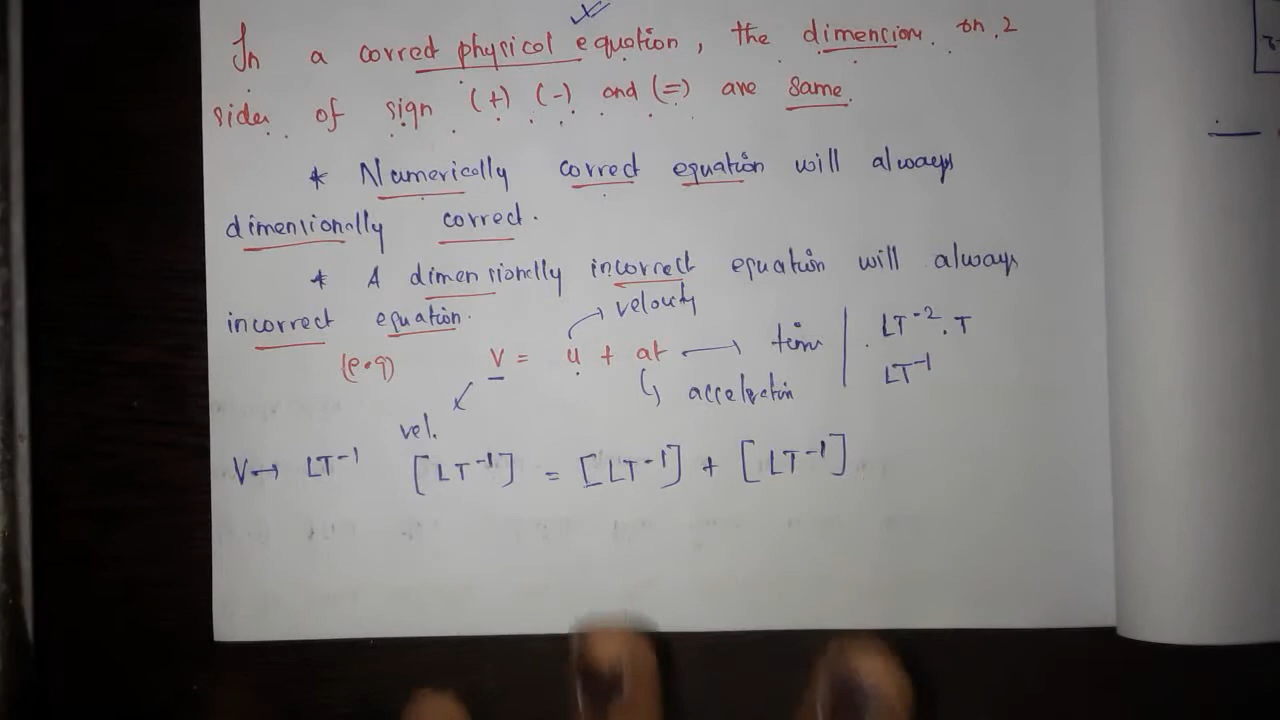 In a correct physical equation, the dimension on 2
sides of sign (+) (-) and (=) are same.
* Numerically correct equation will always
dimensionally correct.
* A dimensionally incorrect equation will always
incorrect equation.
velocity
(e.g) V = u + at → time | LT⁻². T
LT⁻¹
acceleration
vel.
V → LT⁻¹ [LT⁻¹] = [LT⁻¹] + [LT⁻¹]